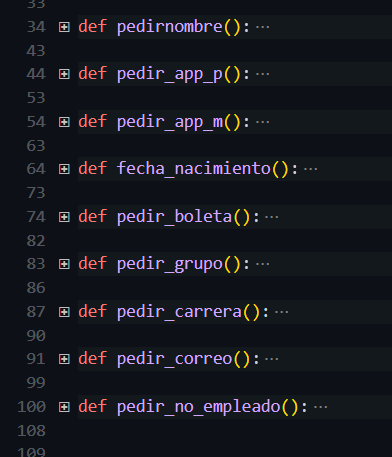 33
34 def pedirnombre():···
43
44 def pedir_app_p():···
53
54 def pedir_app_m():···
63
64 def fecha_nacimiento():···
73
74 def pedir_boleta():···
82
83 def pedir_grupo():···
86
87 def pedir_carrera():···
90
91 def pedir_correo():···
99
100 def pedir_no_empleado():···
108
109